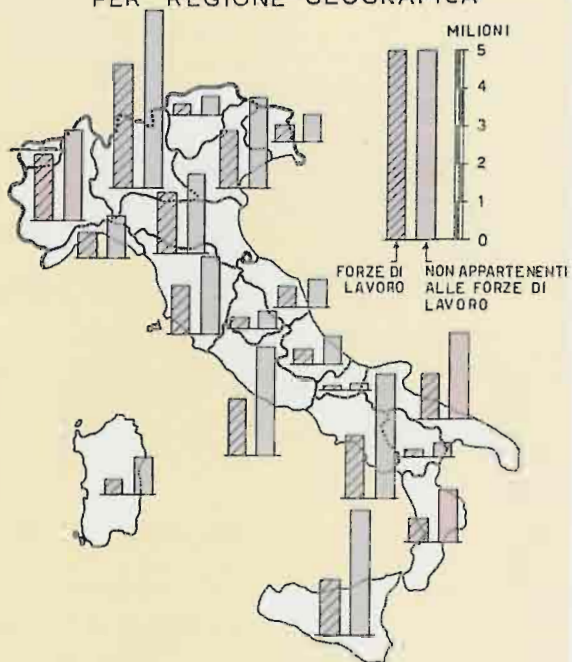 PER REGIONE GEOGRAFICA
MILIONI
5
4
3
2
1
0
FORZE DI
LAVORO
NON APPARTENENTI
ALLE FORZE DI
LAVORO